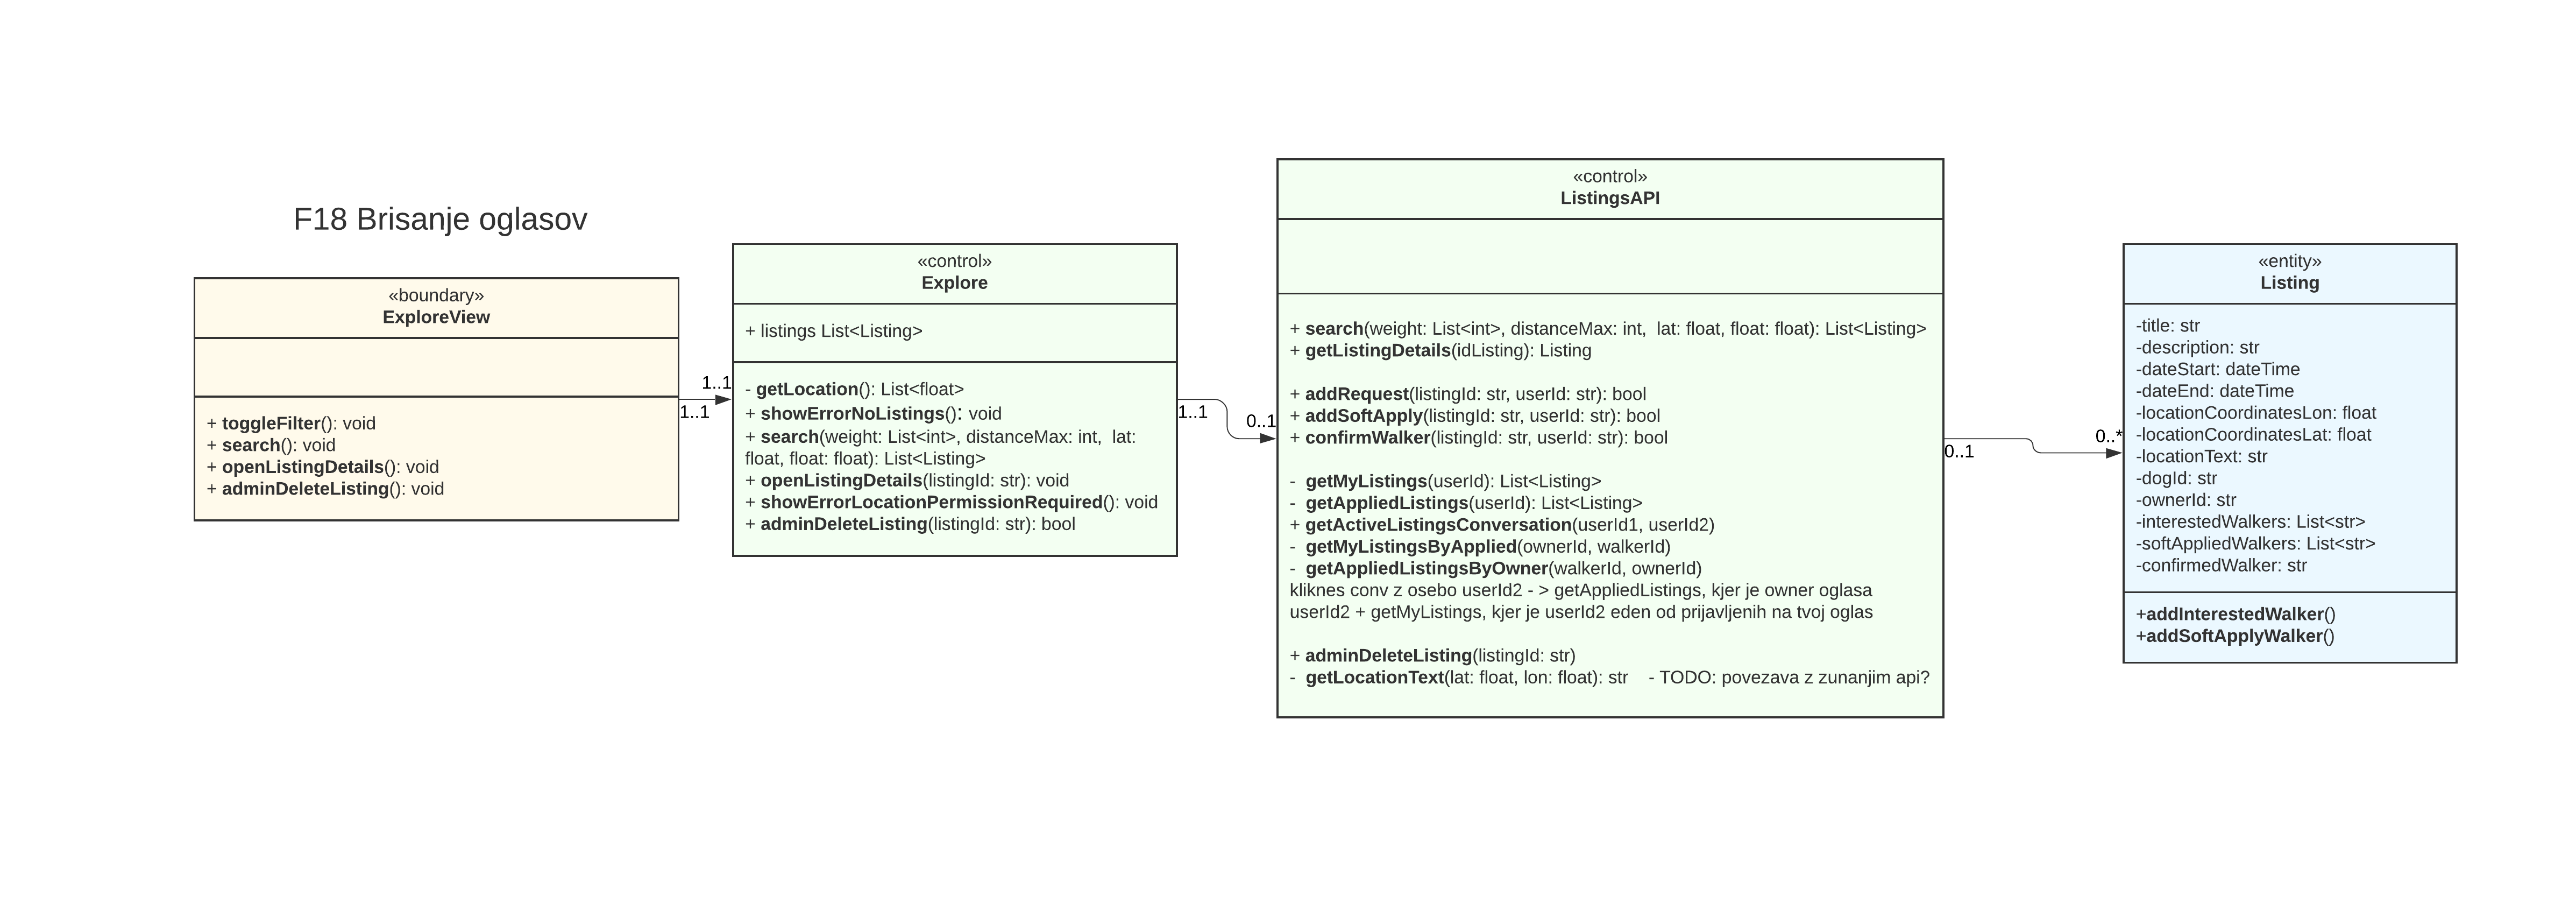 F18 Brisanje oglasov
«boundary»
ExploreView
+ toggleFilter(): void
+ search(): void
+ openListingDetails(): void
+ adminDeleteListing(): void
1..1
1..1
«control»
Explore
+ listings List<Listing>
- getLocation(): List<float>
+ showErrorNoListings(): void
+ search(weight: List<int>, distanceMax: int,  lat:
float, float: float): List<Listing>
+ openListingDetails(listingId: str): void
+ showErrorLocationPermissionRequired(): void
+ adminDeleteListing(listingId: str): bool
1..1
0..1
«control»
ListingsAPI
+ search(weight: List<int>, distanceMax: int,  lat: float, float: float): List<Listing>
+ getListingDetails(idListing): Listing
+ addRequest(listingId: str, userId: str): bool
+ addSoftApply(listingId: str, userId: str): bool
+ confirmWalker(listingId: str, userId: str): bool
-  getMyListings(userId): List<Listing>
-  getAppliedListings(userId): List<Listing>
+ getActiveListingsConversation(userId1, userId2)
-  getMyListingsByApplied(ownerId, walkerId)
-  getAppliedListingsByOwner(walkerId, ownerId)
kliknes conv z osebo userId2 - > getAppliedListings, kjer je owner oglasa
userId2 + getMyListings, kjer je userId2 eden od prijavljenih na tvoj oglas
+ adminDeleteListing(listingId: str)
-  getLocationText(lat: float, lon: float): str    - TODO: povezava z zunanjim api?
0..1
0..*
«entity»
Listing
-title: str
-description: str
-dateStart: dateTime
-dateEnd: dateTime
-locationCoordinatesLon: float
-locationCoordinatesLat: float
-locationText: str
-dogId: str
-ownerId: str
-interestedWalkers: List<str>
-softAppliedWalkers: List<str>
-confirmedWalker: str
+addInterestedWalker()
+addSoftApplyWalker()